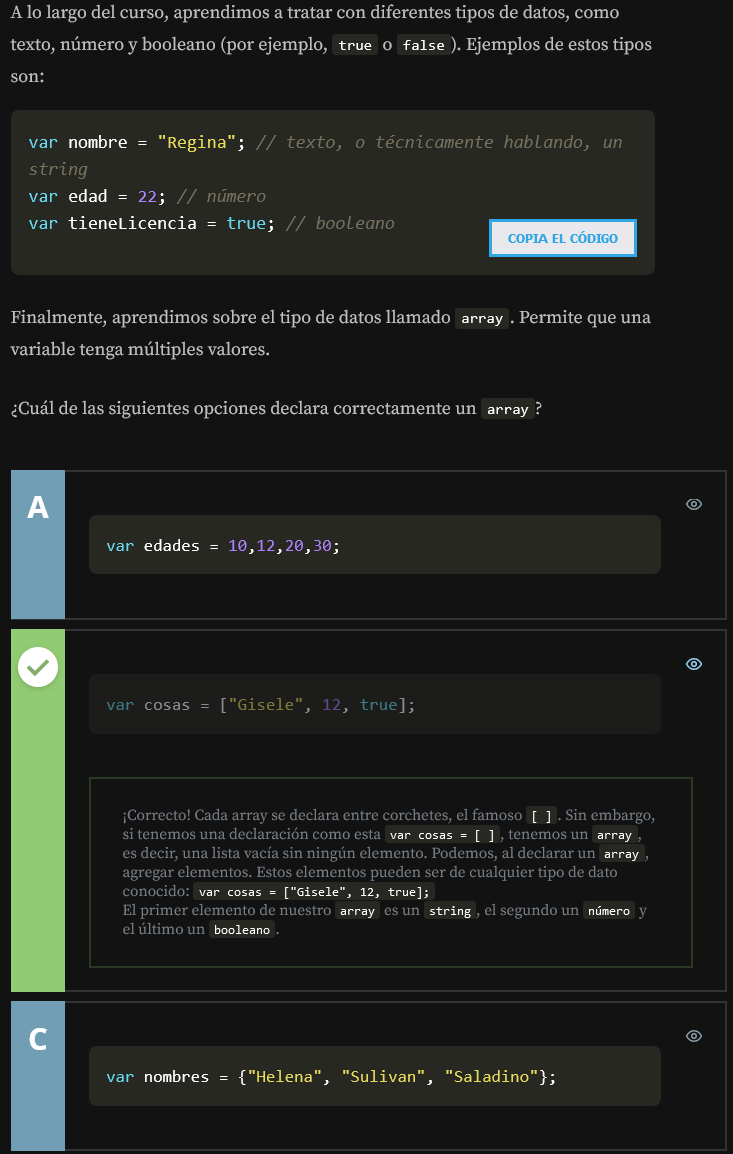 A lo largo del curso, aprendimos a tratar con diferentes tipos de datos, como
texto, número y booleano (por ejemplo, true o false ). Ejemplos de estos tipos
son:
var nombre = "Regina"; // texto, o técnicamente hablando, un
string
var edad = 22; // número
var tieneLicencia = true; // booleano
COPIA EL CÓDIGO
Finalmente, aprendimos sobre el tipo de datos llamado array . Permite que una
variable tenga múltiples valores.
¿Cuál de las siguientes opciones declara correctamente un array ?
A
var edades = 10,12,20,30;
var cosas = ["Gisele", 12, true];
¡Correcto! Cada array se declara entre corchetes, el famoso [ ] . Sin embargo,
si tenemos una declaración como esta var cosas = [ ] , tenemos un array ,
es decir, una lista vacía sin ningún elemento. Podemos, al declarar un array ,
agregar elementos. Estos elementos pueden ser de cualquier tipo de dato
conocido: var cosas = ["Gisele", 12, true];
El primer elemento de nuestro array es un string , el segundo un número y
el último un booleano .
C
var nombres = {"Helena", "Sulivan", "Saladino"};